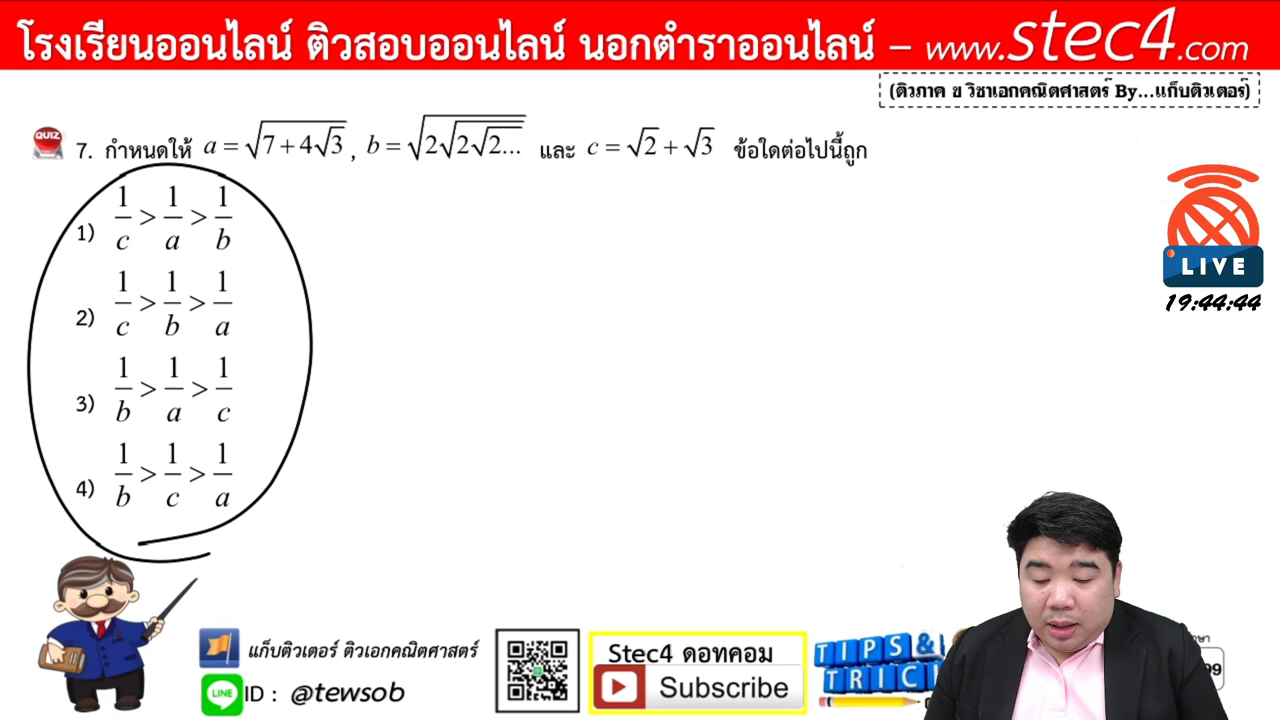 โรงเรียนออนไลน์ ติวสอบออนไลน์ นอกตำราออนไลน์ – www.stec4.com
(ติวภาค ข วิชาเอกคณิตศาสตร์ By...แก็บติวเตอร์)
QUIZ 7. กำหนดให้ a = √(7 + 4√3) , b = √(2√(2√(2...))) และ c = √2 + √3 ข้อใดต่อไปนี้ถูก
1) 1/c > 1/a > 1/b
2) 1/c > 1/b > 1/a
3) 1/b > 1/a > 1/c
4) 1/b > 1/c > 1/a
LIVE
19:44:44
แก็บติวเตอร์ ติวเอกคณิตศาสตร์
LINE ID : @tewsob
Stec4 ดอทคอม
Subscribe
TIPS &